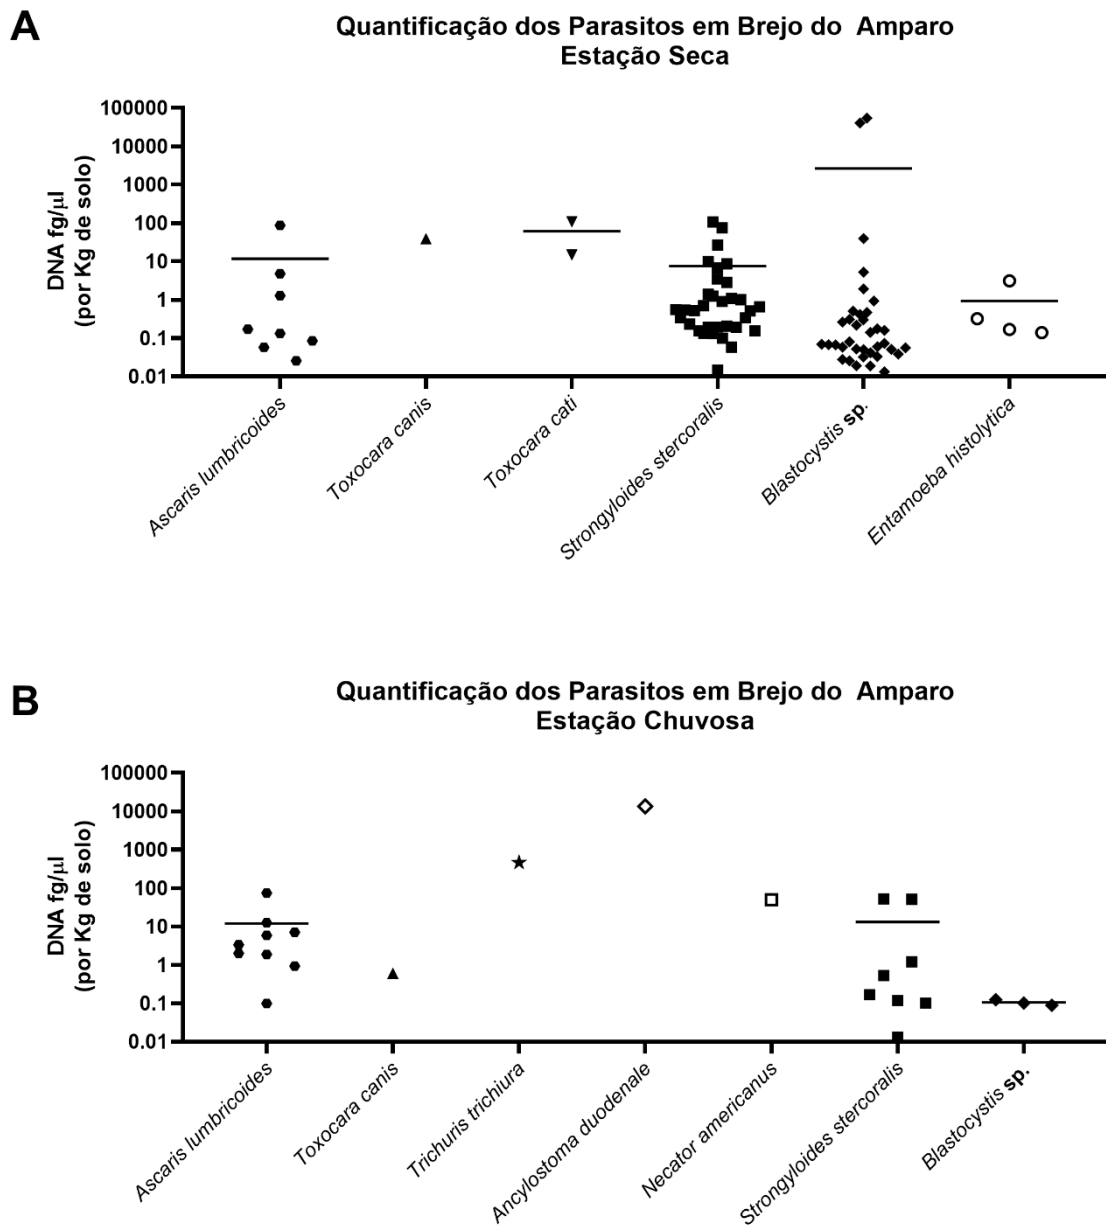 A
Quantificação dos Parasitos em Brejo do Amparo
Estação Seca
DNA fg/µl
(por Kg de solo)
100000
10000
1000
100
10
1
0.1
0.01
Ascaris lumbricoides
Toxocara canis
Toxocara cati
Strongyloides stercoralis
Blastocystis sp.
Entamoeba histolytica
B
Quantificação dos Parasitos em Brejo do Amparo
Estação Chuvosa
DNA fg/µl
(por Kg de solo)
100000
10000
1000
100
10
1
0.1
0.01
Ascaris lumbricoides
Toxocara canis
Trichuris trichiura
Ancylostoma duodenale
Necator americanus
Strongyloides stercoralis
Blastocystis sp.